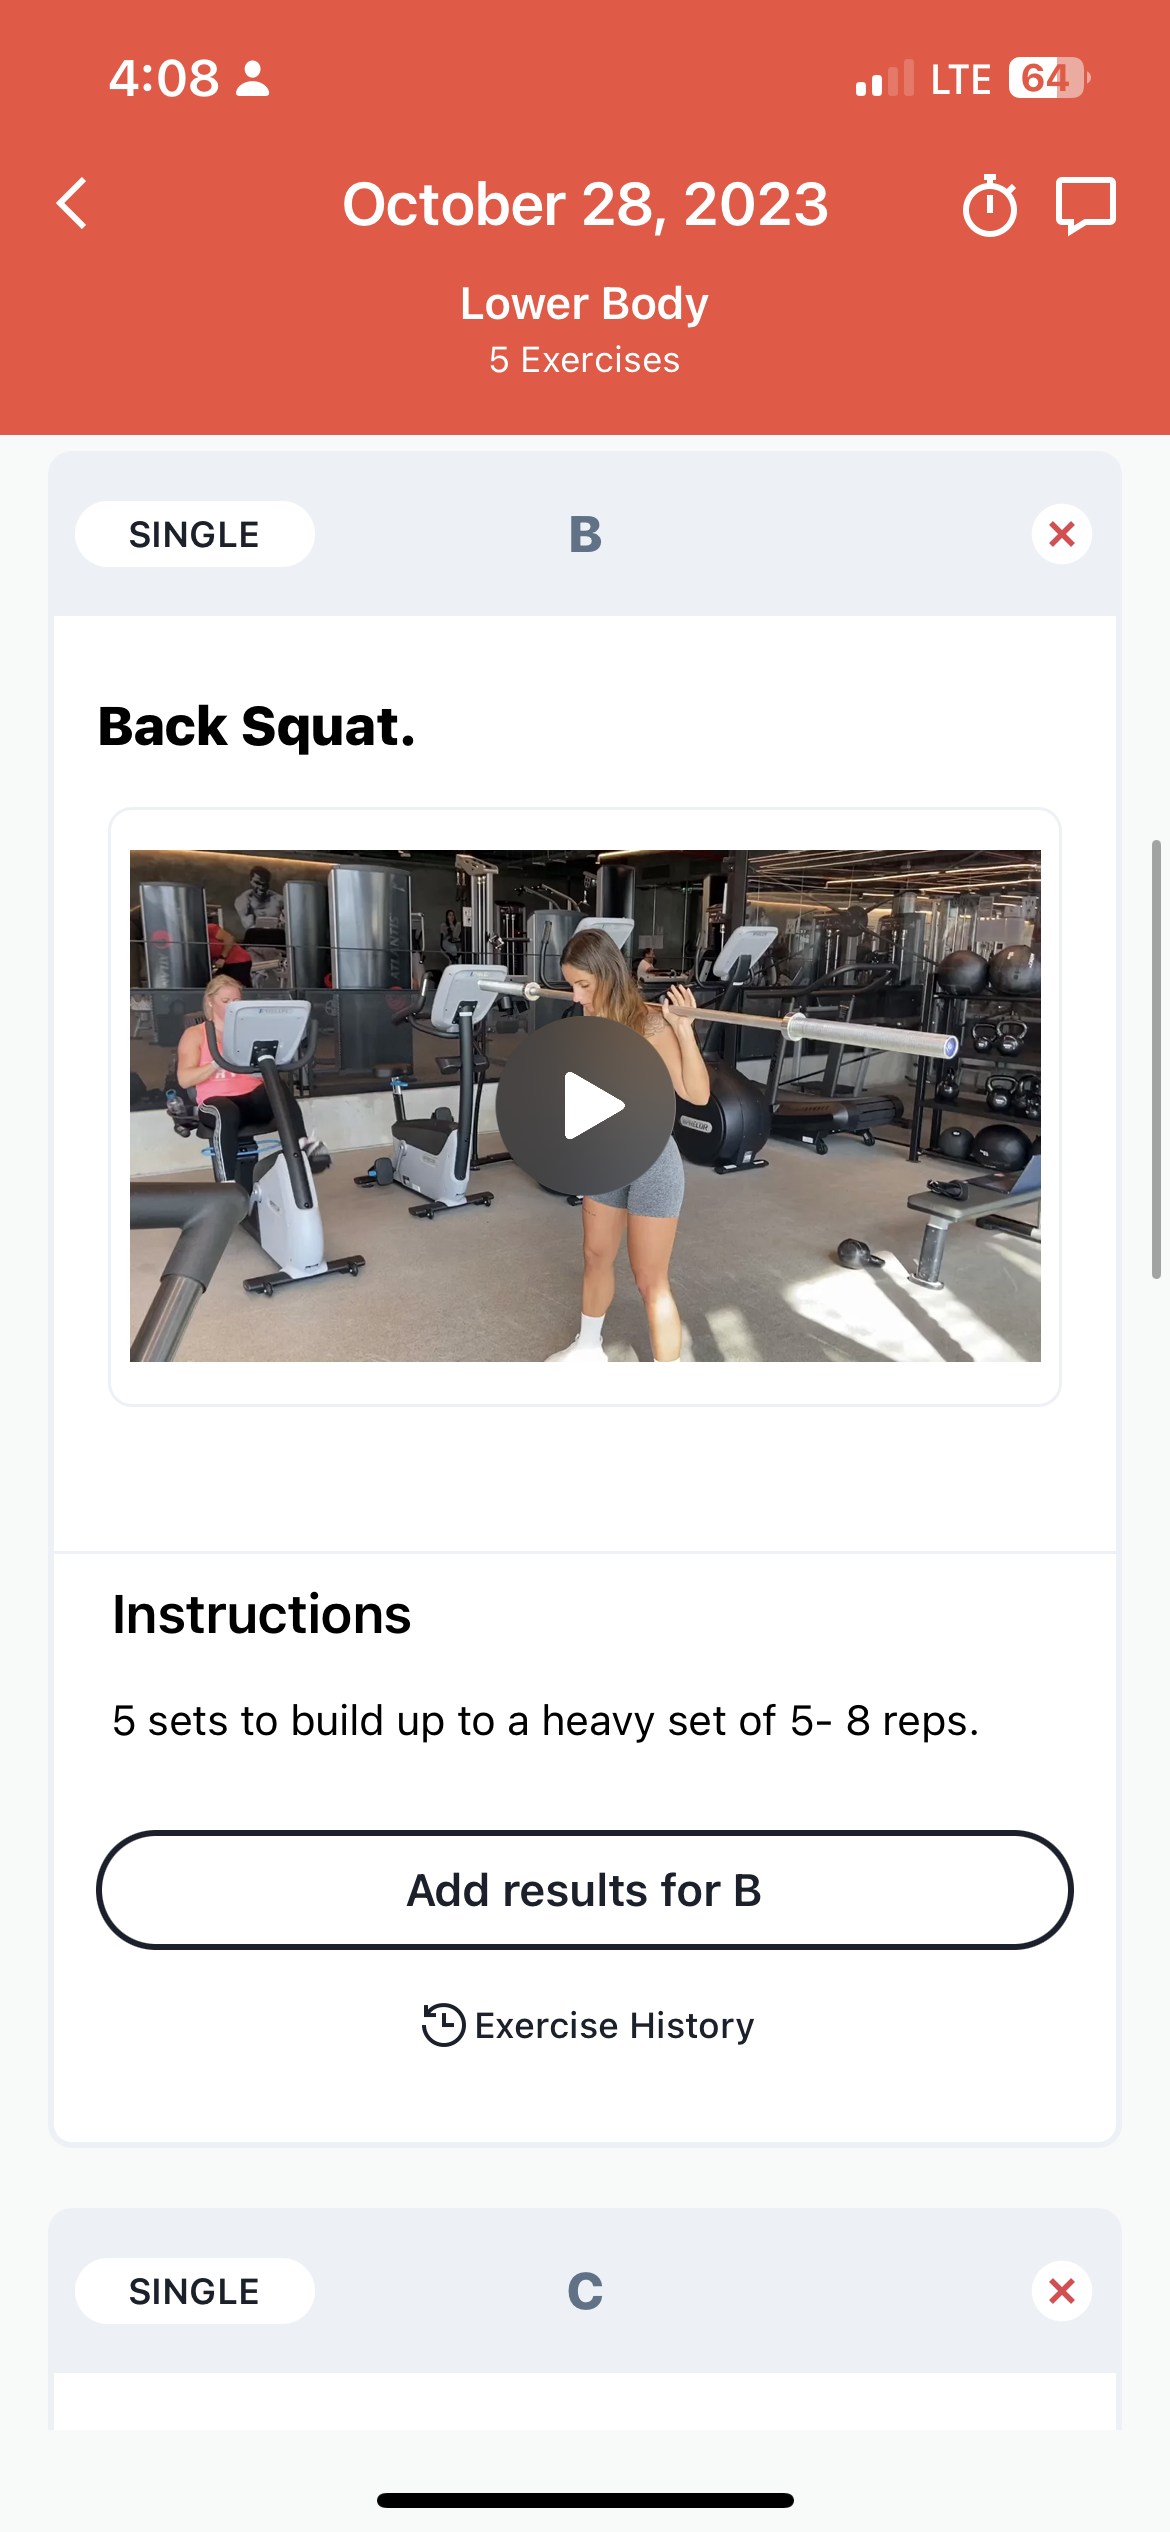 4:08
LTE 64
October 28, 2023
Lower Body
5 Exercises
SINGLE
B
Back Squat.
ATLANTIS
Instructions
5 sets to build up to a heavy set of 5- 8 reps.
Add results for B
Exercise History
SINGLE
C